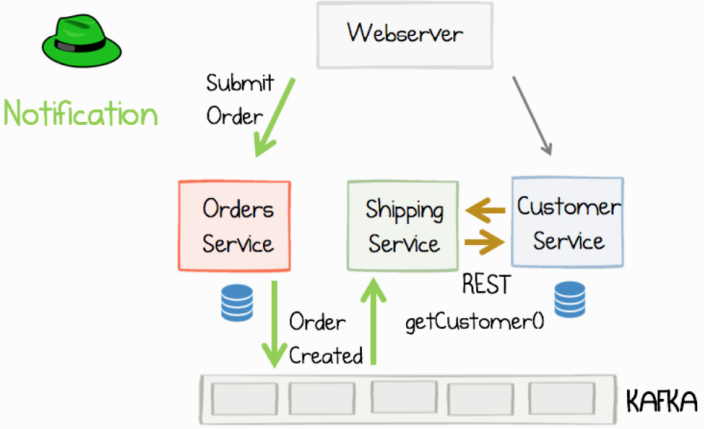 Webserver
Submit
Order
Notification
Orders
Service
Shipping
Service
Customer
Service
REST
getCustomer()
Order
Created
KAFKA